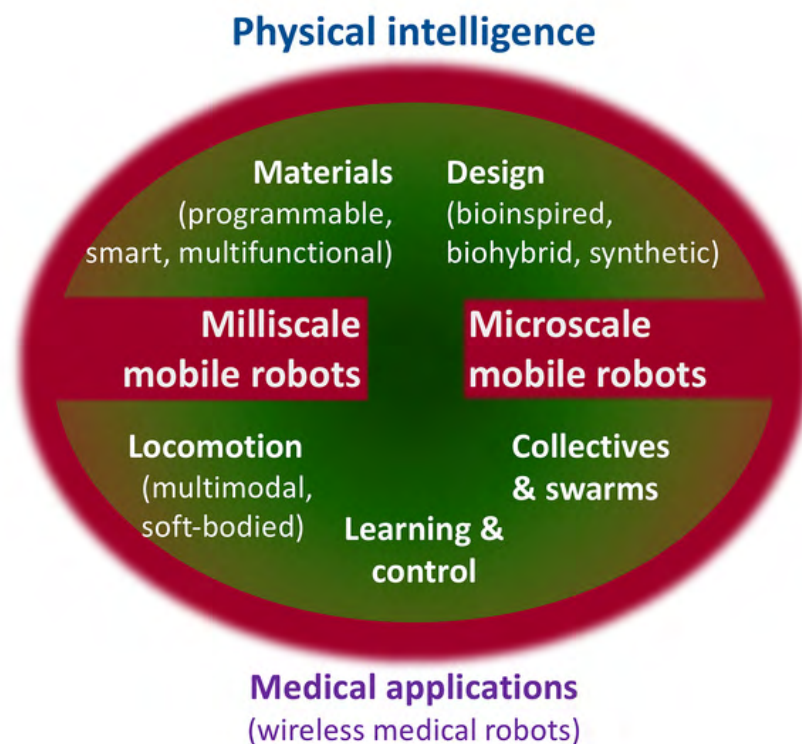 Physical intelligence
Materials
(programmable,
smart, multifunctional)
Design
(bioinspired,
biohybrid, synthetic)
Milliscale
mobile robots
Microscale
mobile robots
Locomotion
(multimodal,
soft-bodied)
Collectives
& swarms
Learning &
control
Medical applications
(wireless medical robots)